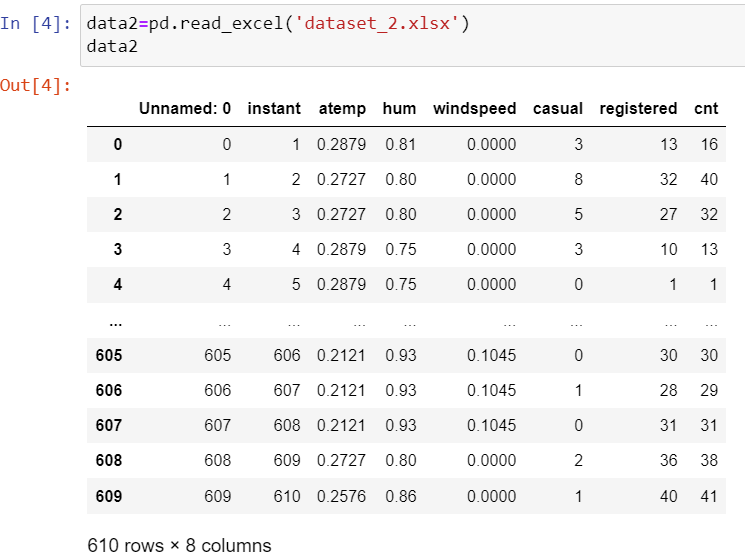 In [4]: data2=pd.read_excel('dataset_2.xlsx')
data2
Out[4]:
Unnamed: 0 instant atemp hum windspeed casual registered cnt
0 0 1 0.2879 0.81 0.0000 3 13 16
1 1 2 0.2727 0.80 0.0000 8 32 40
2 2 3 0.2727 0.80 0.0000 5 27 32
3 3 4 0.2879 0.75 0.0000 3 10 13
4 4 5 0.2879 0.75 0.0000 0 1 1
... ... ... ... ... ... ... ... ...
605 605 606 0.2121 0.93 0.1045 0 30 30
606 606 607 0.2121 0.93 0.1045 1 28 29
607 607 608 0.2121 0.93 0.1045 0 31 31
608 608 609 0.2727 0.80 0.0000 2 36 38
609 609 610 0.2576 0.86 0.0000 1 40 41
610 rows × 8 columns